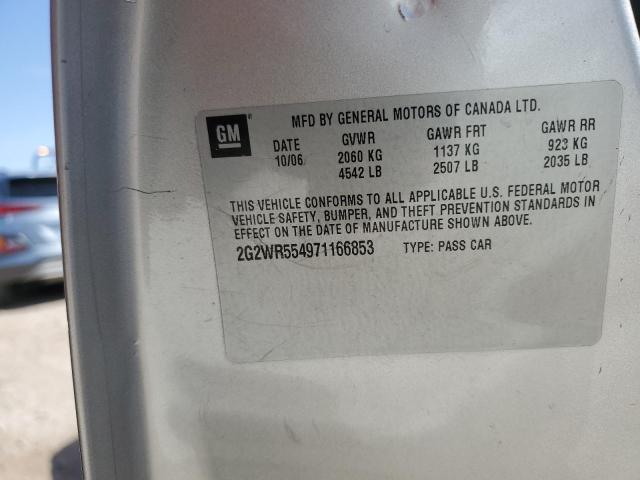 GM
®
MFD BY GENERAL MOTORS OF CANADA LTD.
DATE GVWR GAWR FRT GAWR RR
10/06 2060 KG 1137 KG 923 KG
4542 LB 2507 LB 2035 LB
THIS VEHICLE CONFORMS TO ALL APPLICABLE U.S. FEDERAL MOTOR
VEHICLE SAFETY, BUMPER, AND THEFT PREVENTION STANDARDS IN
EFFECT ON THE DATE OF MANUFACTURE SHOWN ABOVE.
2G2WR554971166853 TYPE: PASS CAR